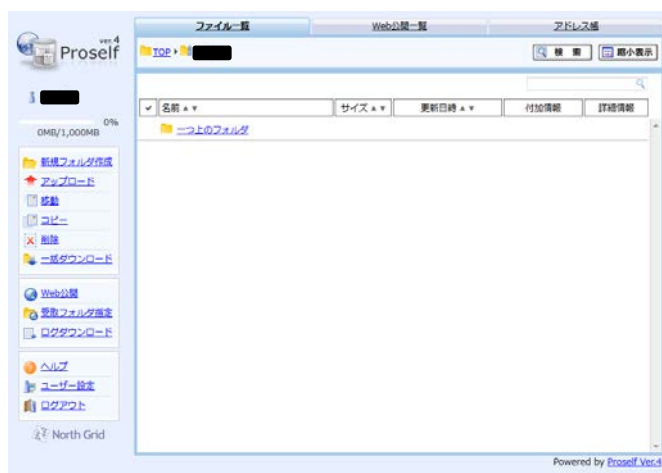 ver.4
Proself
0%
0MB/1,000MB
新規フォルダ作成
アップロード
移動
コピー
削除
一括ダウンロード
Web公開
受取フォルダ指定
ログダウンロード
ヘルプ
ユーザー設定
ログアウト
North Grid
ファイル一覧 Web公開一覧 アドレス帳
TOP
検 索 縮小表示
✓ 名前 ▲ ▼ サイズ ▲ ▼ 更新日時 ▲ ▼ 付加情報 詳細情報
一つ上のフォルダ
Powered by Proself Ver.4